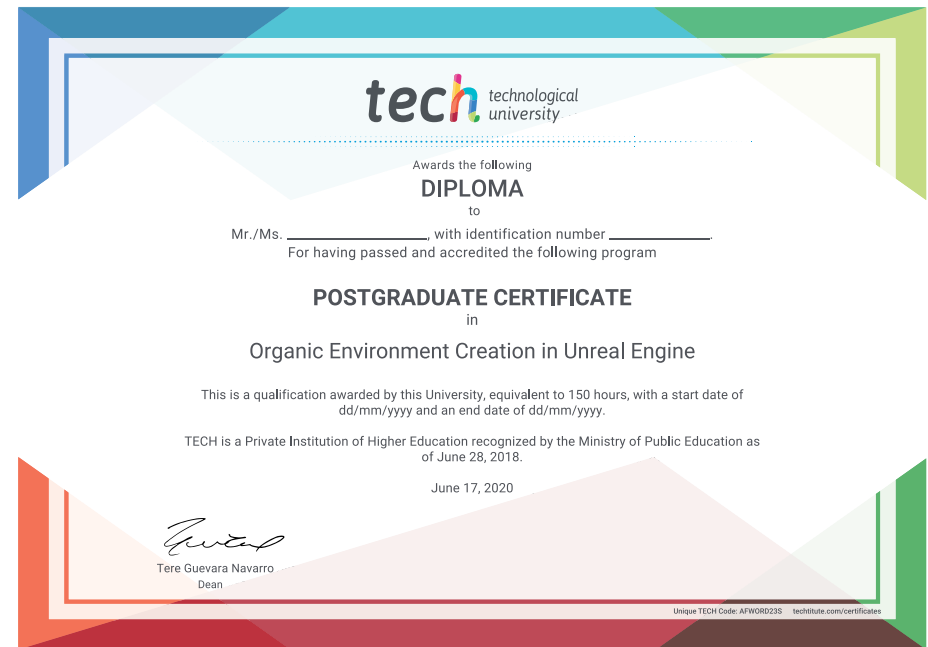 tech technological
university
Awards the following
DIPLOMA
to
Mr./Ms. ____________________, with identification number ______________.
For having passed and accredited the following program
POSTGRADUATE CERTIFICATE
in
Organic Environment Creation in Unreal Engine
This is a qualification awarded by this University, equivalent to 150 hours, with a start date of
dd/mm/yyyy and an end date of dd/mm/yyyy.
TECH is a Private Institution of Higher Education recognized by the Ministry of Public Education as
of June 28, 2018.
June 17, 2020
Tere Guevara Navarro
Dean
Unique TECH Code: AFWORD23S techtitute.com/certificates